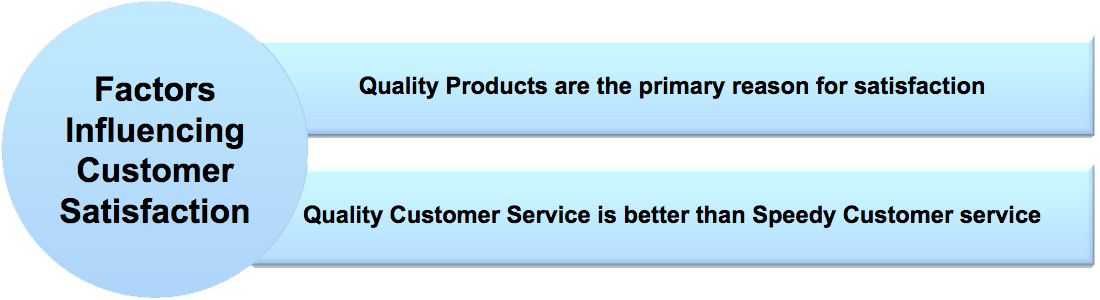 Factors
Influencing
Customer
Satisfaction
Quality Products are the primary reason for satisfaction
Quality Customer Service is better than Speedy Customer service